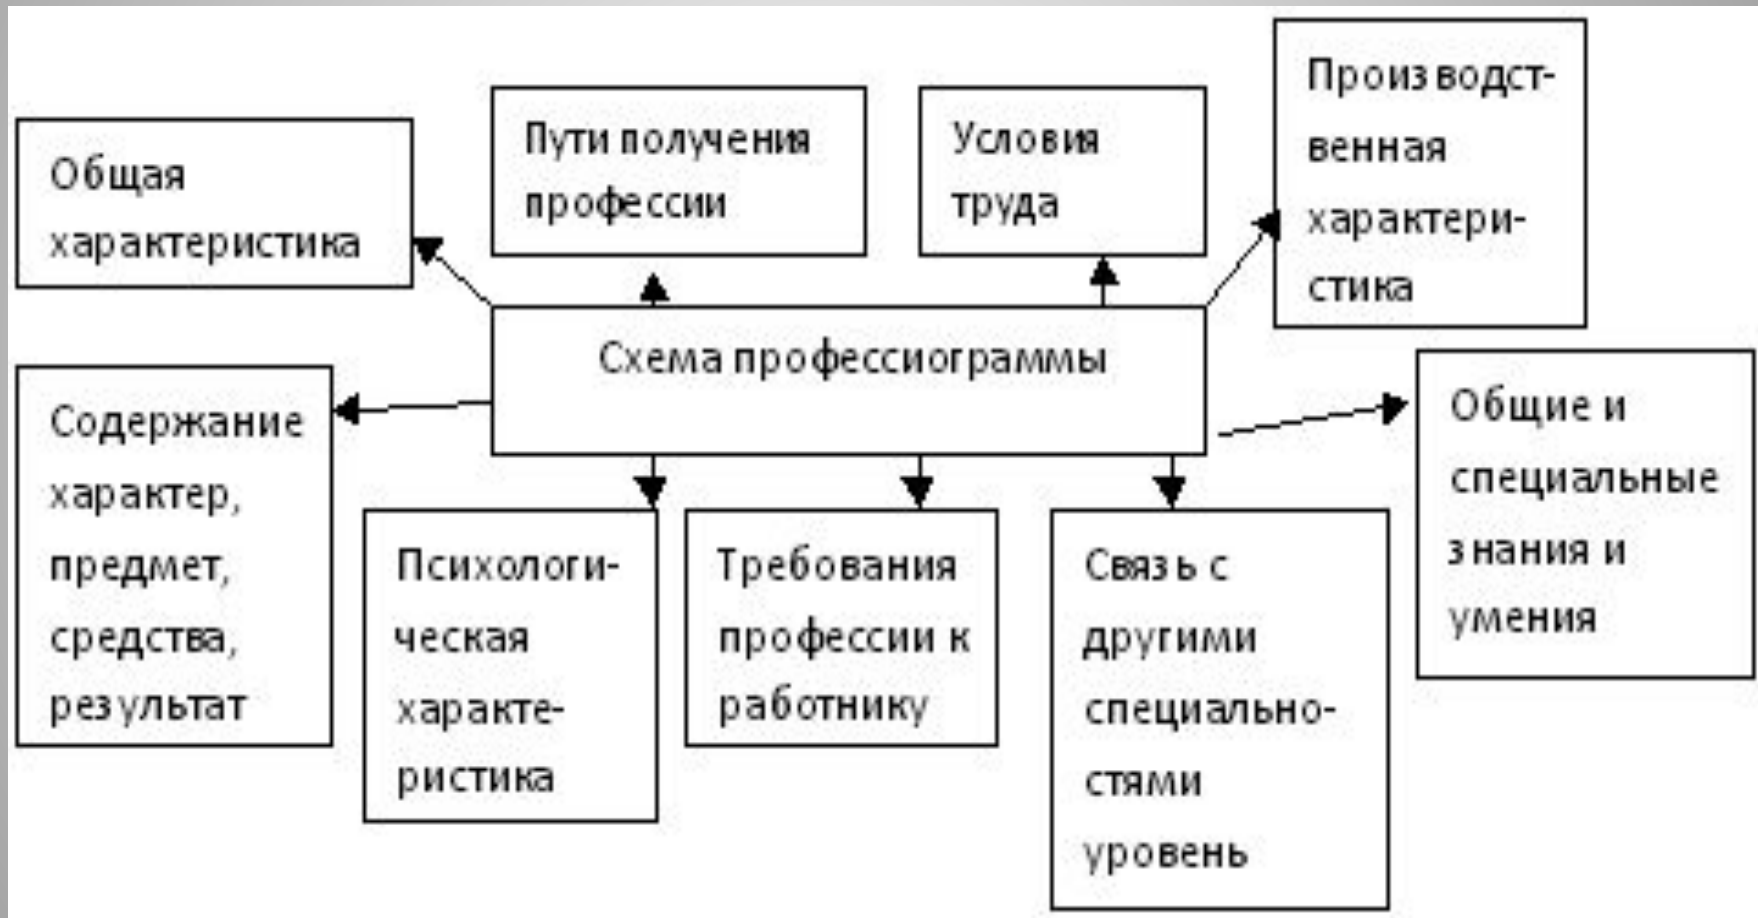 Общая
характеристика
Пути получения
профессии
Условия
труда
Производст-
венная
характери-
стика
Схема профессиограммы
Содержание
характер,
предмет,
средства,
результат
Психологи-
ческая
характе-
ристика
Требования
профессии к
работнику
Связь с
другими
специально-
стями
уровень
Общие и
специальные
знания и
умения